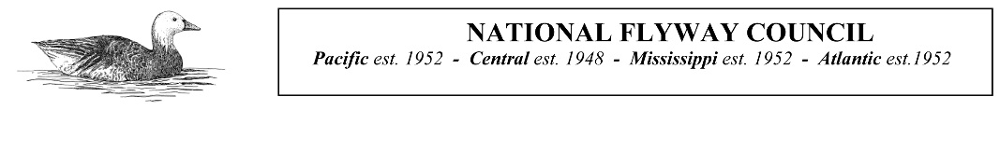 NATIONAL FLYWAY COUNCIL
Pacific est. 1952 - Central est. 1948 - Mississippi est. 1952 - Atlantic est.1952